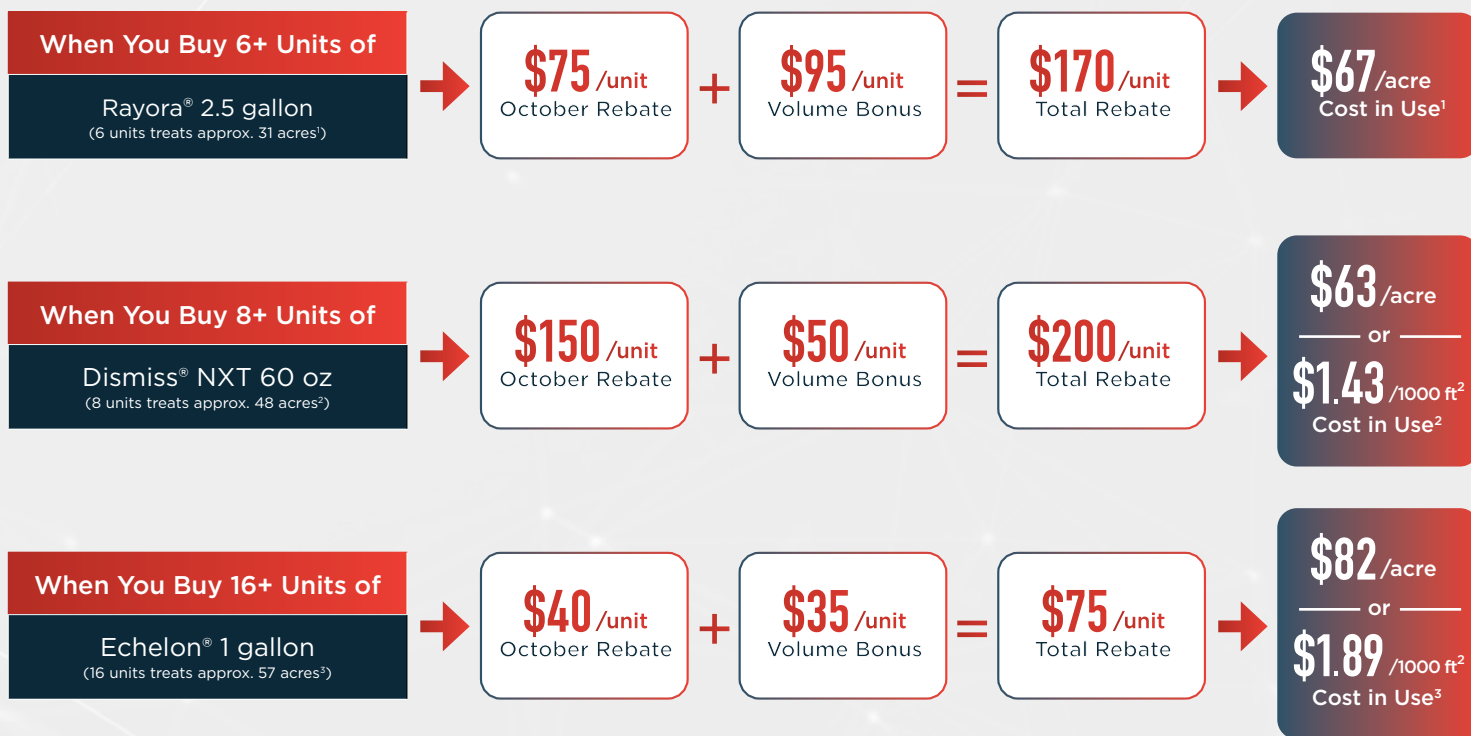 When You Buy 6+ Units of
Rayora® 2.5 gallon
(6 units treats approx. 31 acres¹)
$75 /unit
October Rebate
+
$95 /unit
Volume Bonus
=
$170 /unit
Total Rebate
$67 /acre
Cost in Use¹
When You Buy 8+ Units of
Dismiss® NXT 60 oz
(8 units treats approx. 48 acres²)
$150 /unit
October Rebate
+
$50 /unit
Volume Bonus
=
$200 /unit
Total Rebate
$63 /acre
or
$1.43 /1000 ft²
Cost in Use²
When You Buy 16+ Units of
Echelon® 1 gallon
(16 units treats approx. 57 acres³)
$40 /unit
October Rebate
+
$35 /unit
Volume Bonus
=
$75 /unit
Total Rebate
$82 /acre
or
$1.89 /1000 ft²
Cost in Use³